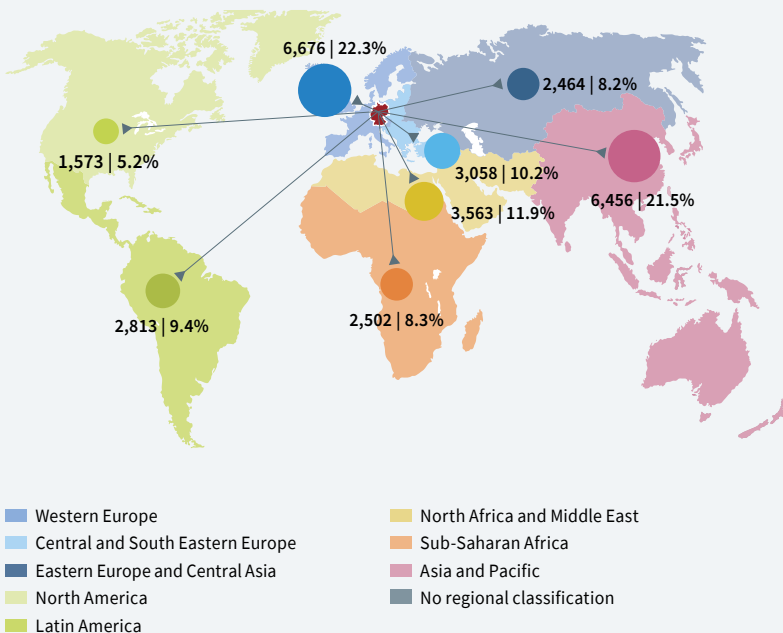 6,676 | 22.3%
2,464 | 8.2%
1,573 | 5.2%
3,058 | 10.2%
6,456 | 21.5%
3,563 | 11.9%
2,813 | 9.4%
2,502 | 8.3%
Western Europe
Central and South Eastern Europe
Eastern Europe and Central Asia
North America
Latin America
North Africa and Middle East
Sub-Saharan Africa
Asia and Pacific
No regional classification